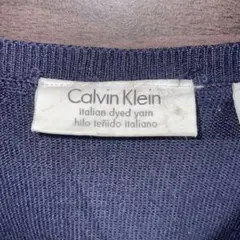 Calvin Klein
italian dyed yarn
hilo teñido italiano